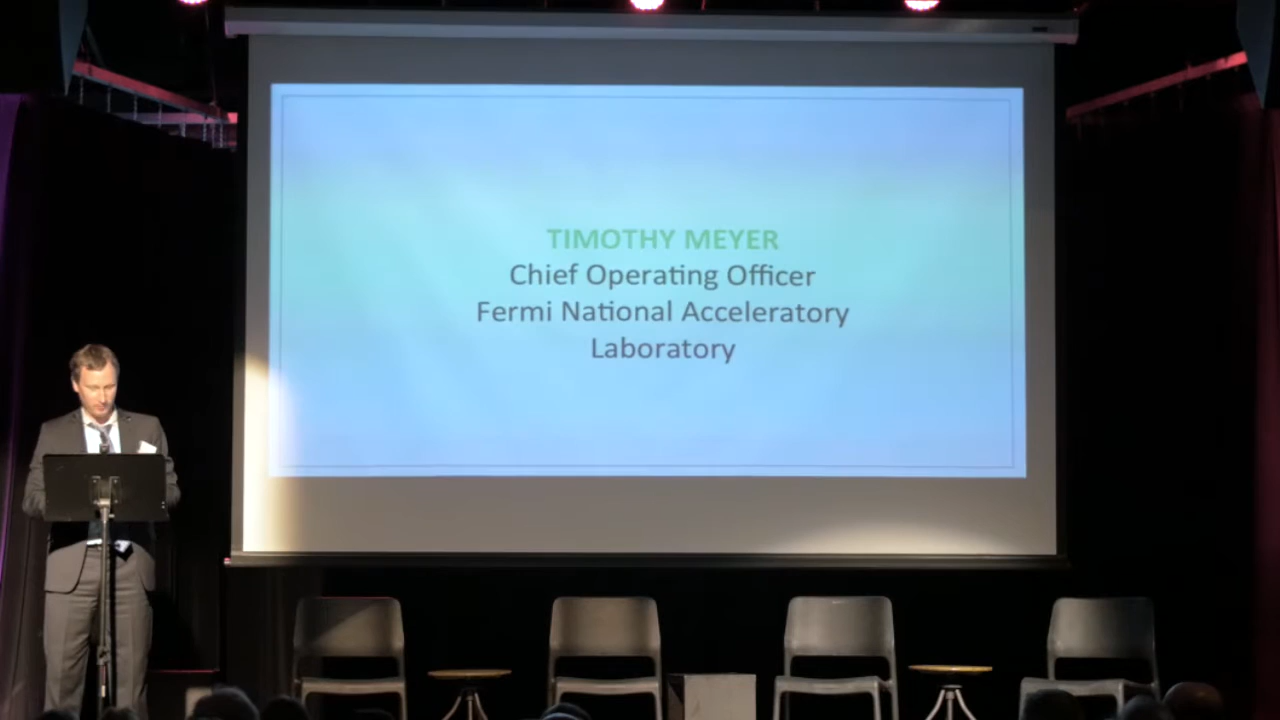 TIMOTHY MEYER
Chief Operating Officer
Fermi National Acceleratory
Laboratory